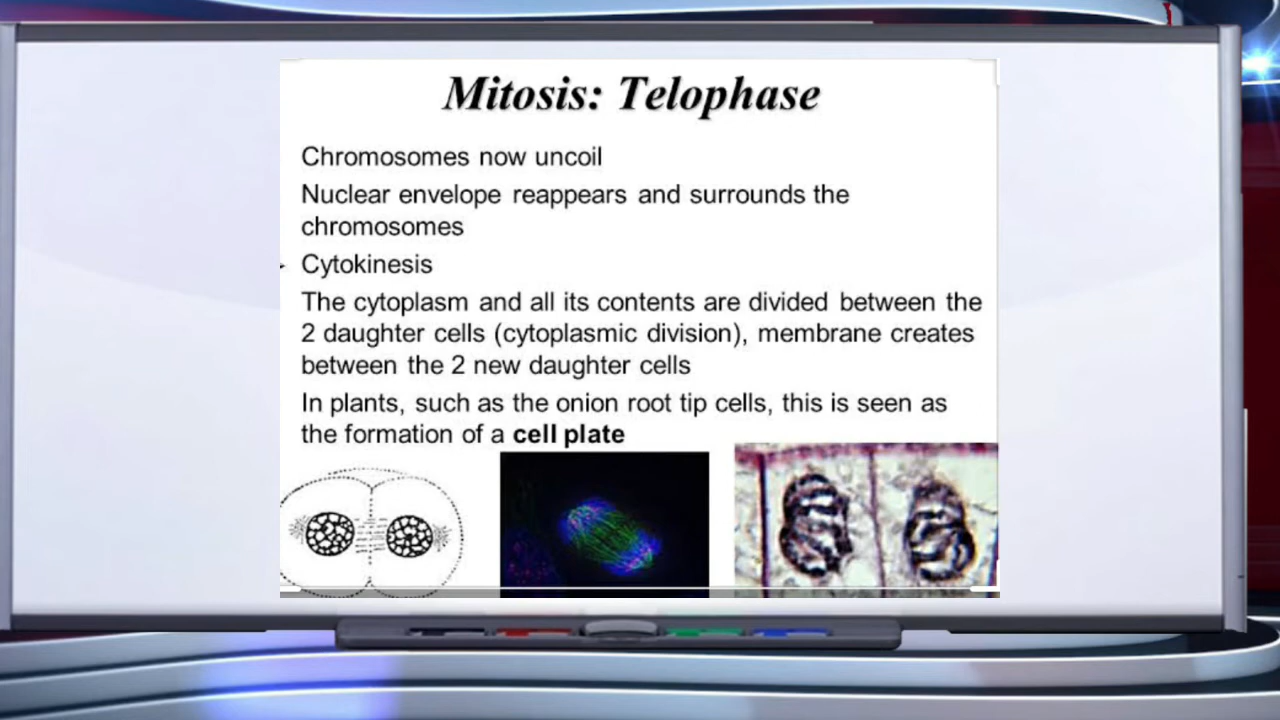 Mitosis: Telophase
Chromosomes now uncoil
Nuclear envelope reappears and surrounds the
chromosomes
Cytokinesis
The cytoplasm and all its contents are divided between the
2 daughter cells (cytoplasmic division), membrane creates
between the 2 new daughter cells
In plants, such as the onion root tip cells, this is seen as
the formation of a cell plate